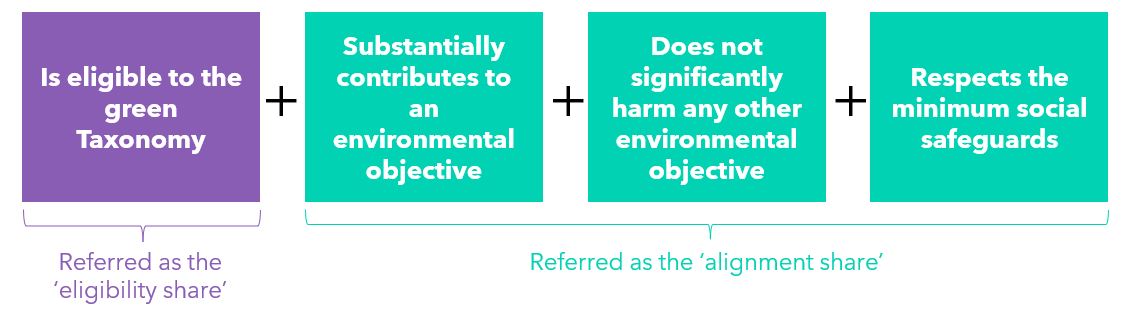 Is eligible to the
green
Taxonomy
+
Substantially
contributes to
an
environmental
objective
+
Does not
significantly
harm any other
environmental
objective
+
Respects the
minimum social
safeguards
Referred as the
‘eligibility share’
Referred as the ‘alignment share’